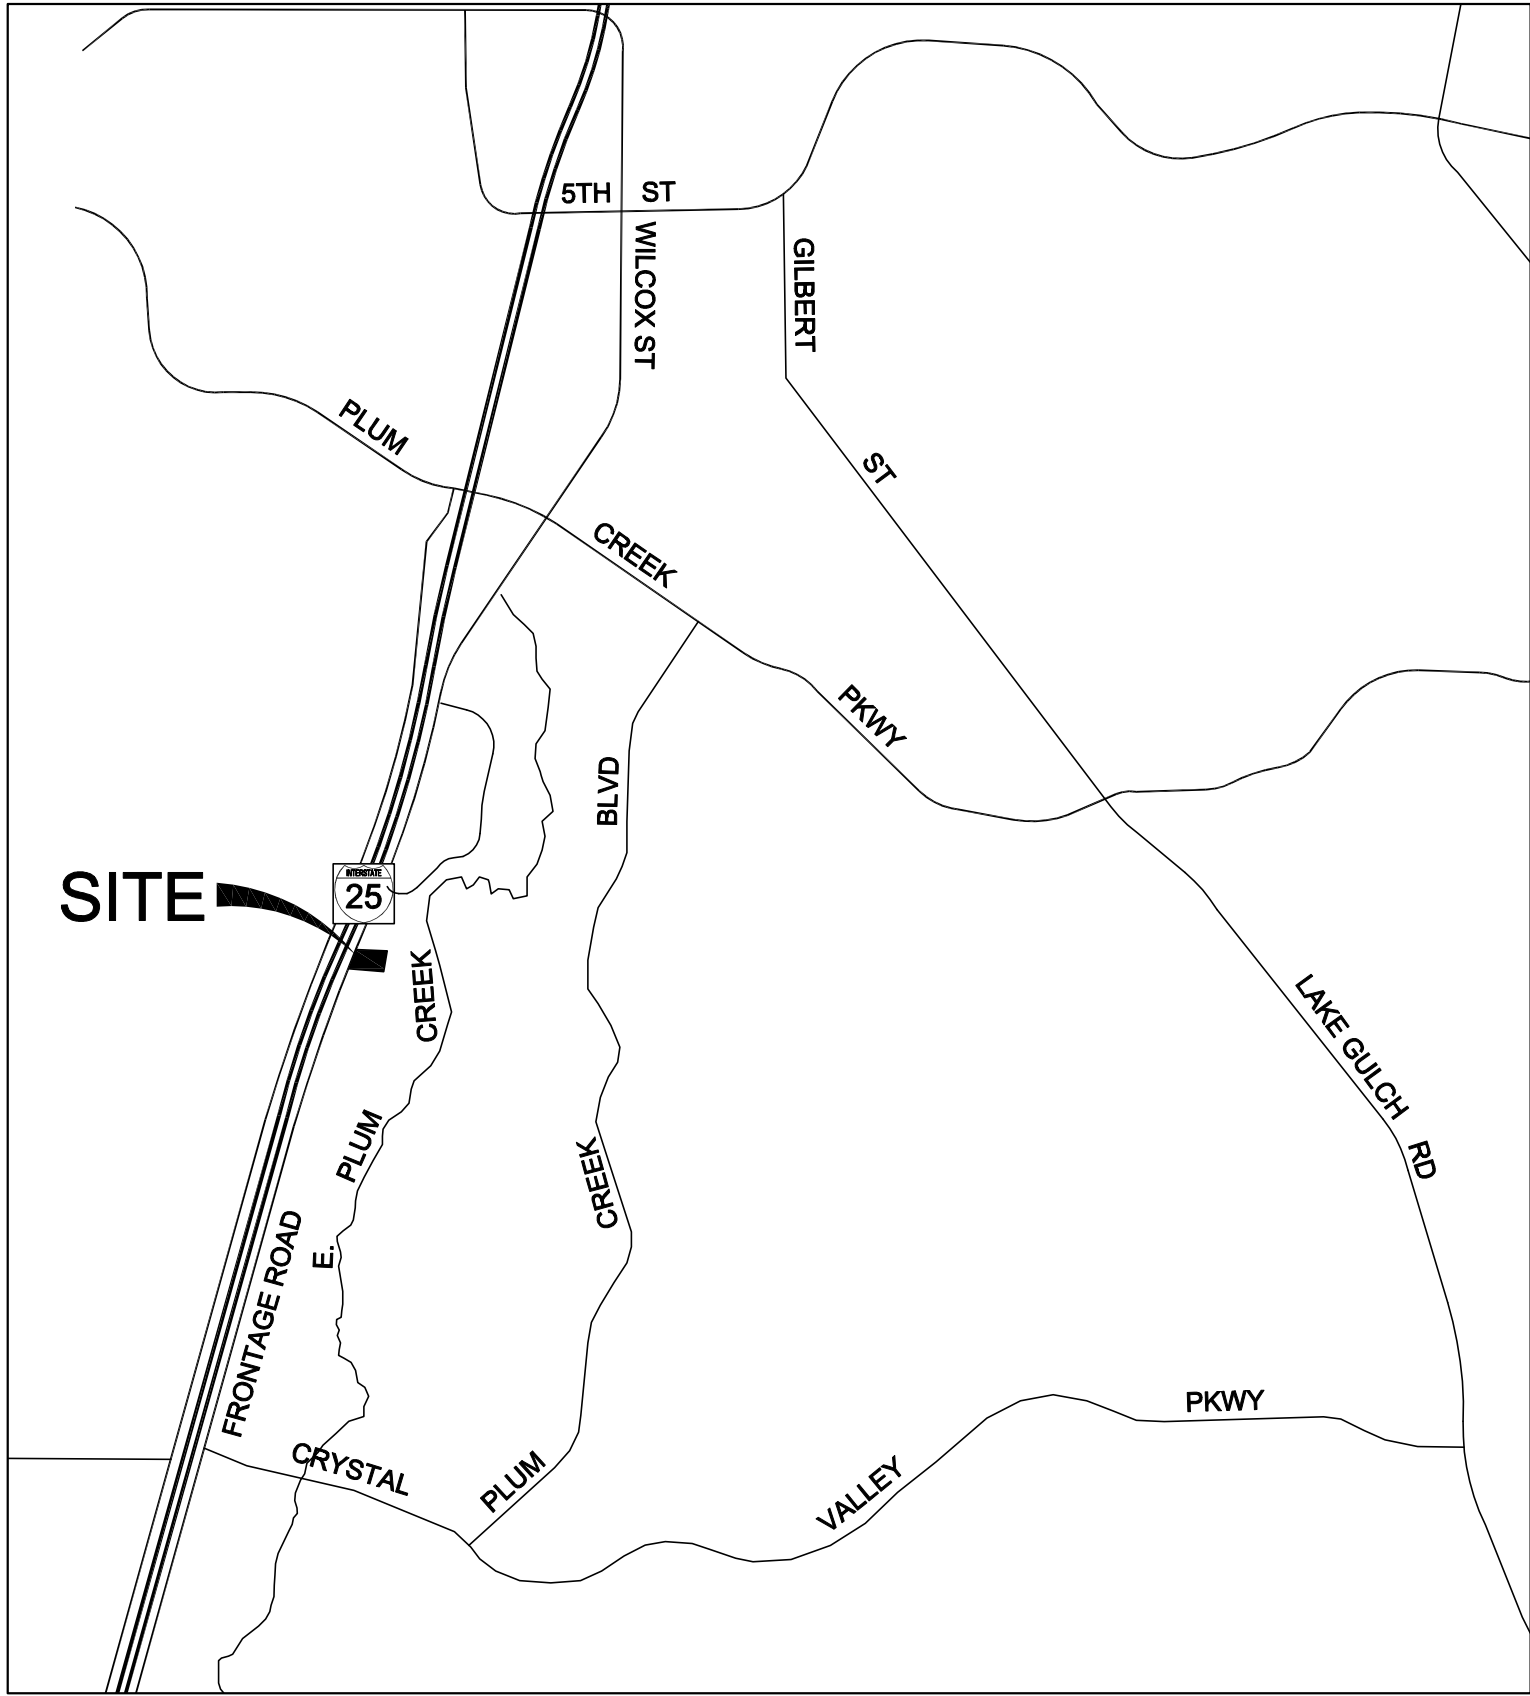 5TH ST
WILCOX ST
GILBERT
ST
PLUM
CREEK
PKWY
BLVD
INTERSTATE
25
SITE
CREEK
LAKE GULCH RD
PLUM
CREEK
E.
FRONTAGE ROAD
CRYSTAL
PLUM
VALLEY
PKWY